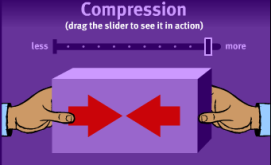 Compression
(drag the slider to see it in action)
less more